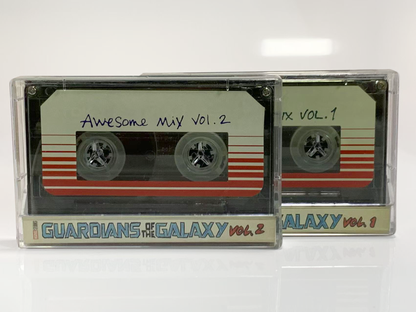 Awesome Mix Vol. 2
GUARDIANS OF THE GALAXY VOL. 2
VOL. 1
GALAXY VOL. 1